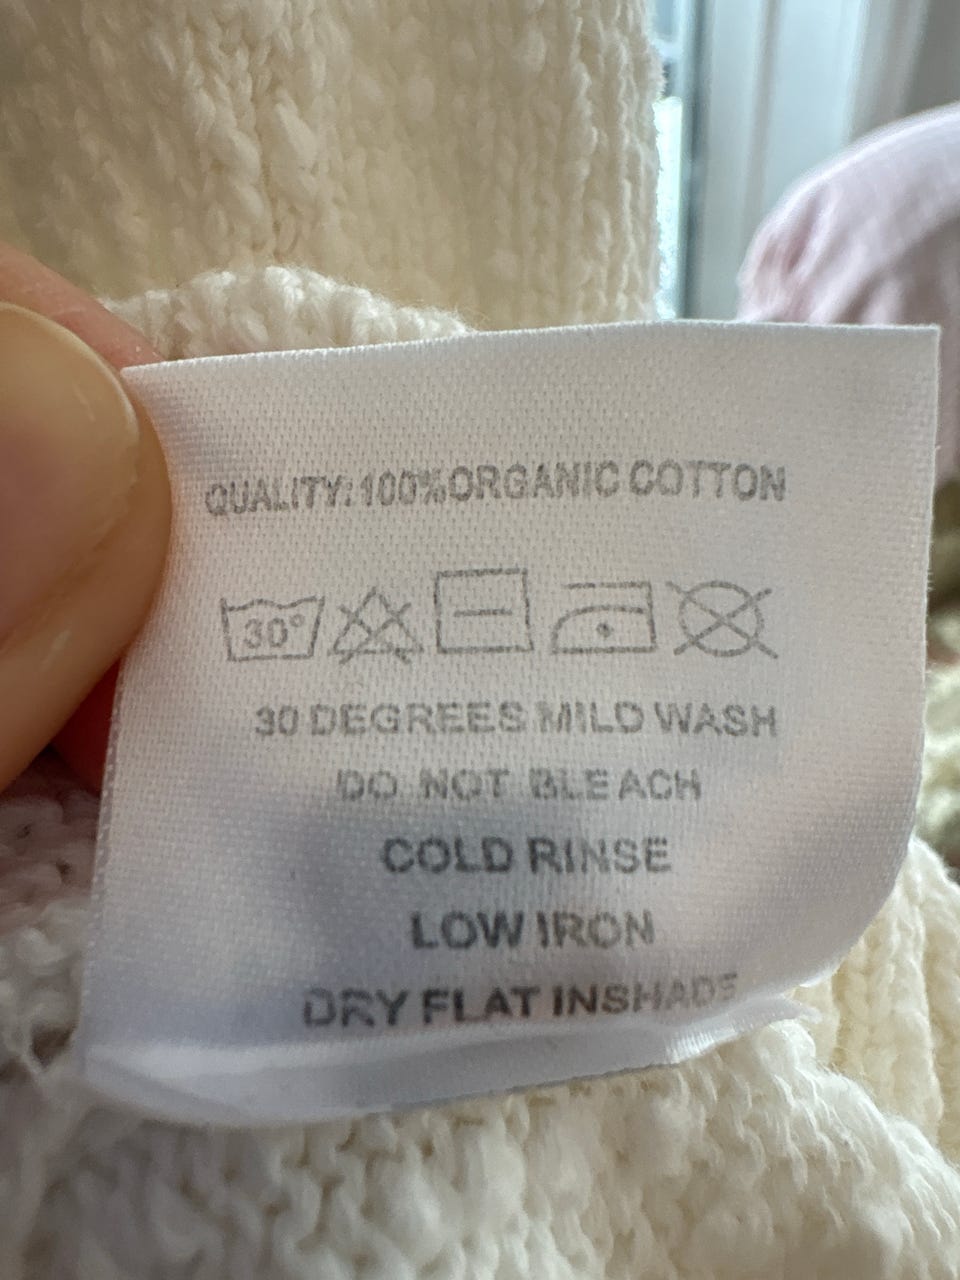 QUALITY:100%ORGANIC COTTON
30°
30 DEGREES MILD WASH
DO NOT BLEACH
COLD RINSE
LOW IRON
DRY FLAT INSHADE